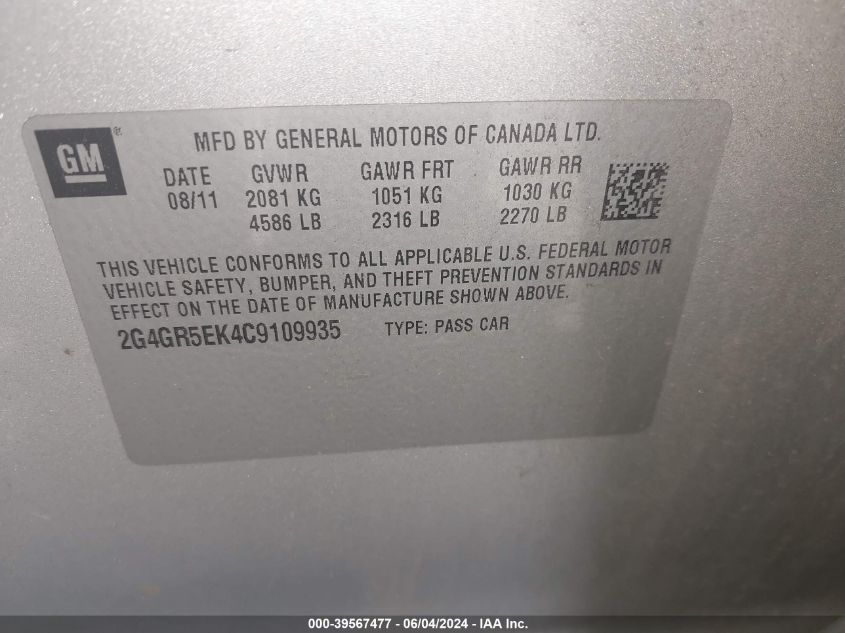 GM®
MFD BY GENERAL MOTORS OF CANADA LTD.
DATE GVWR GAWR FRT GAWR RR
08/11 2081 KG 1051 KG 1030 KG
4586 LB 2316 LB 2270 LB
THIS VEHICLE CONFORMS TO ALL APPLICABLE U.S. FEDERAL MOTOR
VEHICLE SAFETY, BUMPER, AND THEFT PREVENTION STANDARDS IN
EFFECT ON THE DATE OF MANUFACTURE SHOWN ABOVE.
2G4GR5EK4C9109935 TYPE: PASS CAR
000-39567477 - 06/04/2024 - IAA Inc.